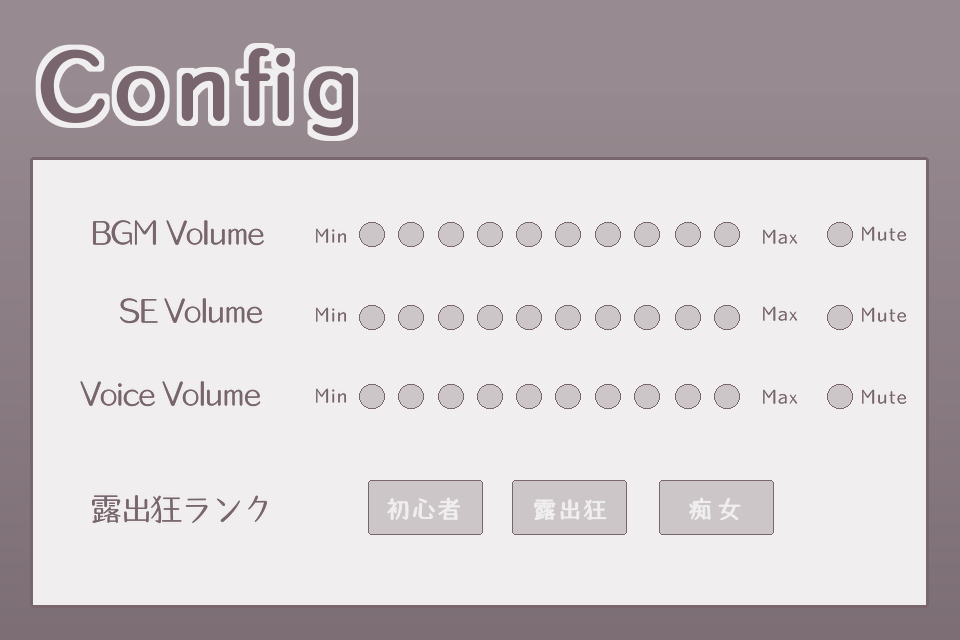 Config
BGM Volume Min Max Mute
SE Volume Min Max Mute
Voice Volume Min Max Mute
露出狂ランク 初心者 露出狂 痴女